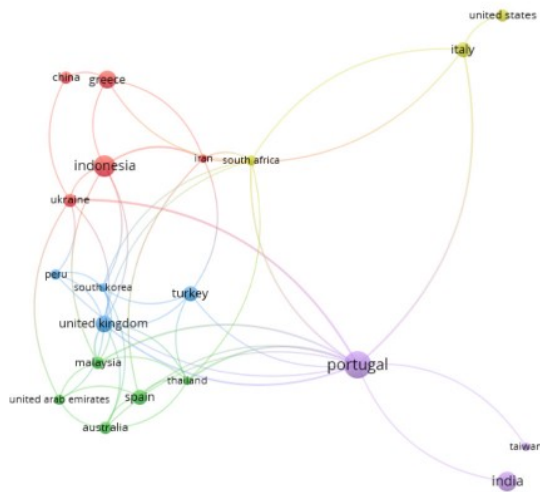 united states
italy
china
greece
indonesia
iran
south africa
ukraine
peru
south korea
turkey
united kingdom
malaysia
portugal
thailand
united arab emirates
spain
australia
taiwan
india